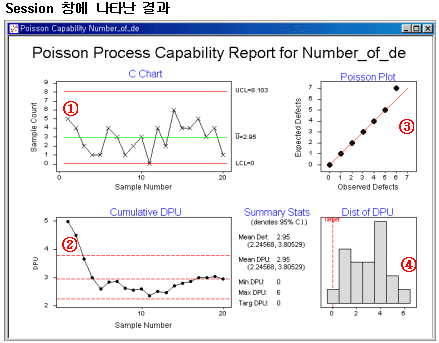 Session 창에 나타난 결과
Poisson Capability Number_of_de
Poisson Process Capability Report for Number_of_de
C Chart
Sample Count
9
8
7
6
5
4
3
2
1
0
①
UCL=8.103
U=2.95
LCL=0
0
10
20
Sample Number
Poisson Plot
Expected Defects
7
6
5
4
3
2
1
0
③
0 1 2 3 4 5 6 7
Observed Defects
Cumulative DPU
DPU
5
4
3
2
②
10
20
Sample Number
Summary Stats
(denotes 95% C.I.)
Mean Def: 2.95
(2.24568, 3.80529)
Mean DPU: 2.95
(2.24568, 3.80529)
Min DPU: 0
Max DPU: 6
Targ DPU: 0
Dist of DPU
Target
④
0 2 4 6